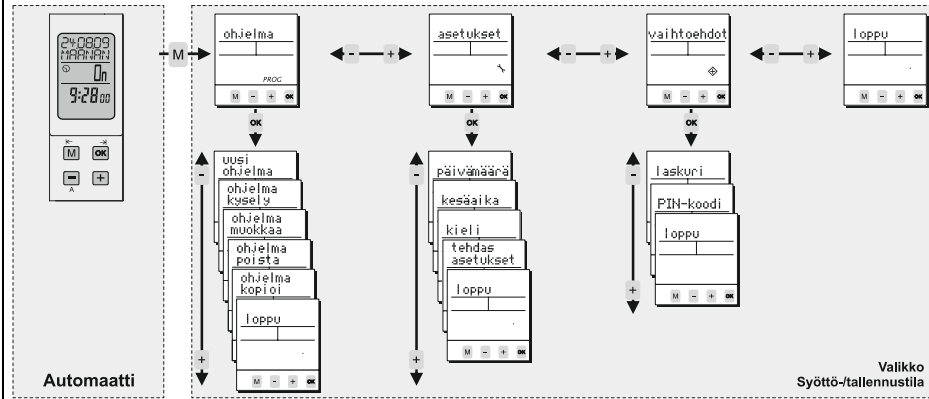 24.08.09
MAANAN
On
9:28 00
M OK
- +
A
Automaatti
M
ohjelma
PROG
M - + OK
- +
asetukset
M - + OK
- +
vaihtoehdot
M - + OK
- +
loppu
M - + OK
OK
-
uusi
ohjelma
ohjelma
kysely
ohjelma
muokkaa
ohjelma
poista
ohjelma
kopioi
loppu
M - + OK
+
OK
-
päivämäärä
kesäaika
kieli
tehdas
asetukset
loppu
M - + OK
+
OK
-
laskuri
PIN-koodi
loppu
M - + OK
+
Valikko
Syöttö-/tallennustila